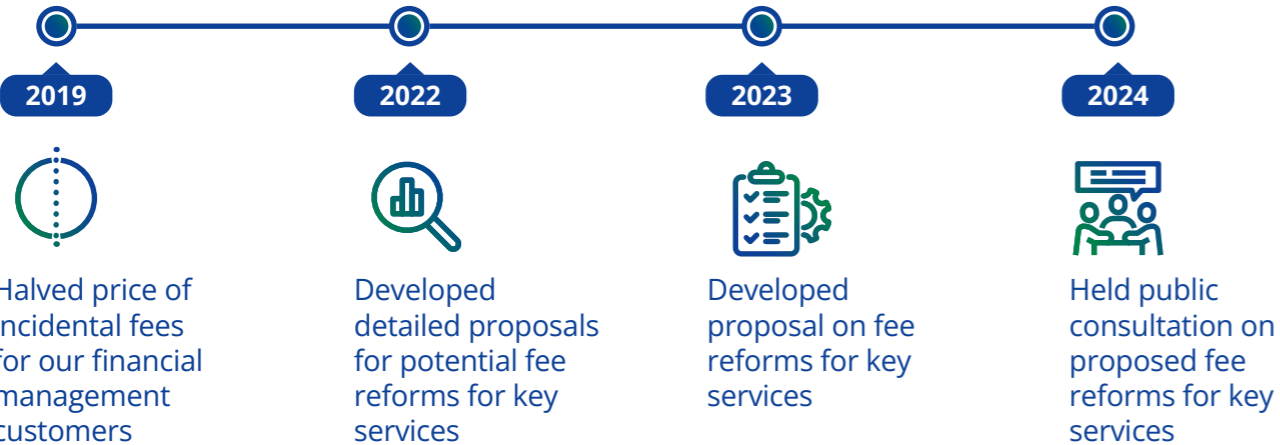 2019
2022
2023
2024
Halved price of
incidental fees
for our financial
management
customers
Developed
detailed proposals
for potential fee
reforms for key
services
Developed
proposal on fee
reforms for key
services
Held public
consultation on
proposed fee
reforms for key
services